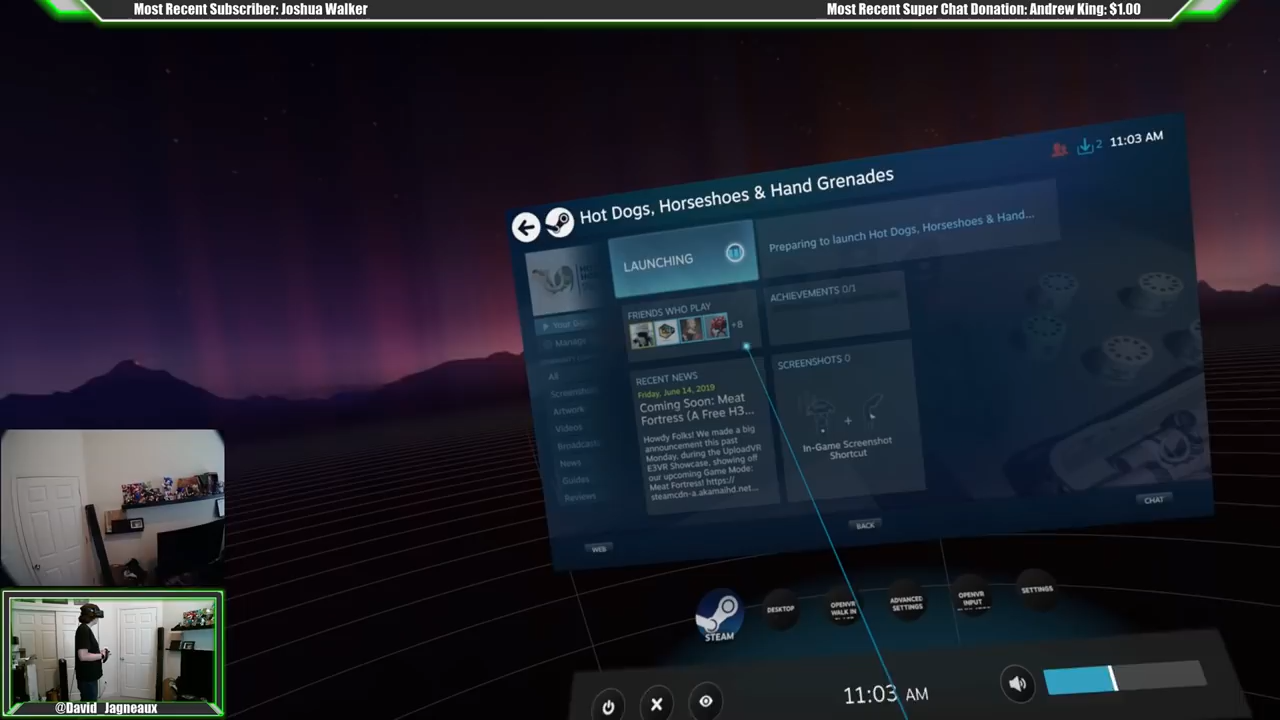 Most Recent Subscriber: Joshua Walker
Most Recent Super Chat Donation: Andrew King: $1.00
2
11:03 AM
Hot Dogs, Horseshoes & Hand Grenades
LAUNCHING
Preparing to launch Hot Dogs, Horseshoes & Hand...
FRIENDS WHO PLAY
+8
ACHIEVEMENTS 0/1
Manage
All
Screenshots
Artwork
Videos
Broadcasts
News
Guides
Reviews
RECENT NEWS
Friday, June 14, 2019
Coming Soon: Meat
Fortress (A Free H3...
Howdy Folks! We made a big
announcement this past
Monday, during the UploadVR
E3VR Showcase, showing off
our upcoming Game Mode:
Meat Fortress! https://
steamcdn-a.akamaihd.net...
SCREENSHOTS 0
+
In-Game Screenshot
Shortcut
WEB
BACK
CHAT
STEAM
DESKTOP
OPENVR
WALK IN
ADVANCED
SETTINGS
OPENVR
INPUT
SETTINGS
11:03 AM
@David_Jagneaux